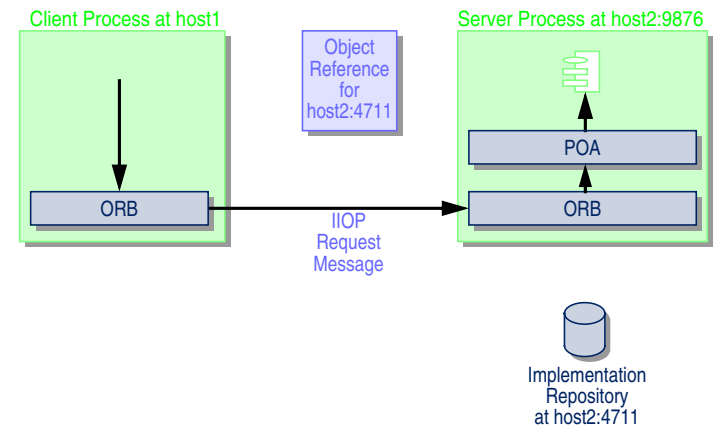 Client Process at host1
Server Process at host2:9876
Object
Reference
for
host2:4711
POA
ORB
ORB
IIOP
Request
Message
Implementation
Repository
at host2:4711